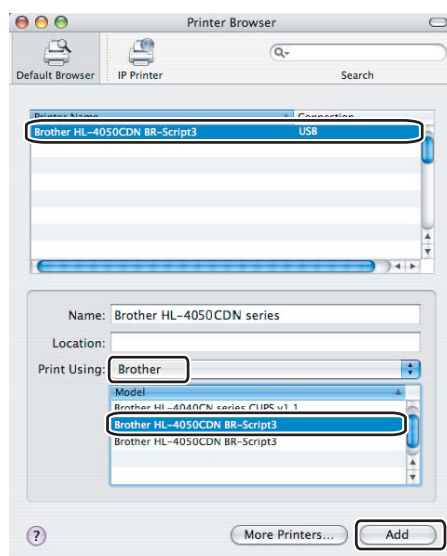 Printer Browser
Default Browser
IP Printer
Search
Printer Name
Connection
Brother HL-4050CDN BR-Script3
USB
Name:
Brother HL-4050CDN series
Location:
Print Using:
Brother
Model
Brother HL-4040CN series CUPS v1.1
Brother HL-4050CDN BR-Script3
Brother HL-4050CDN BR-Script3
?
More Printers...
Add